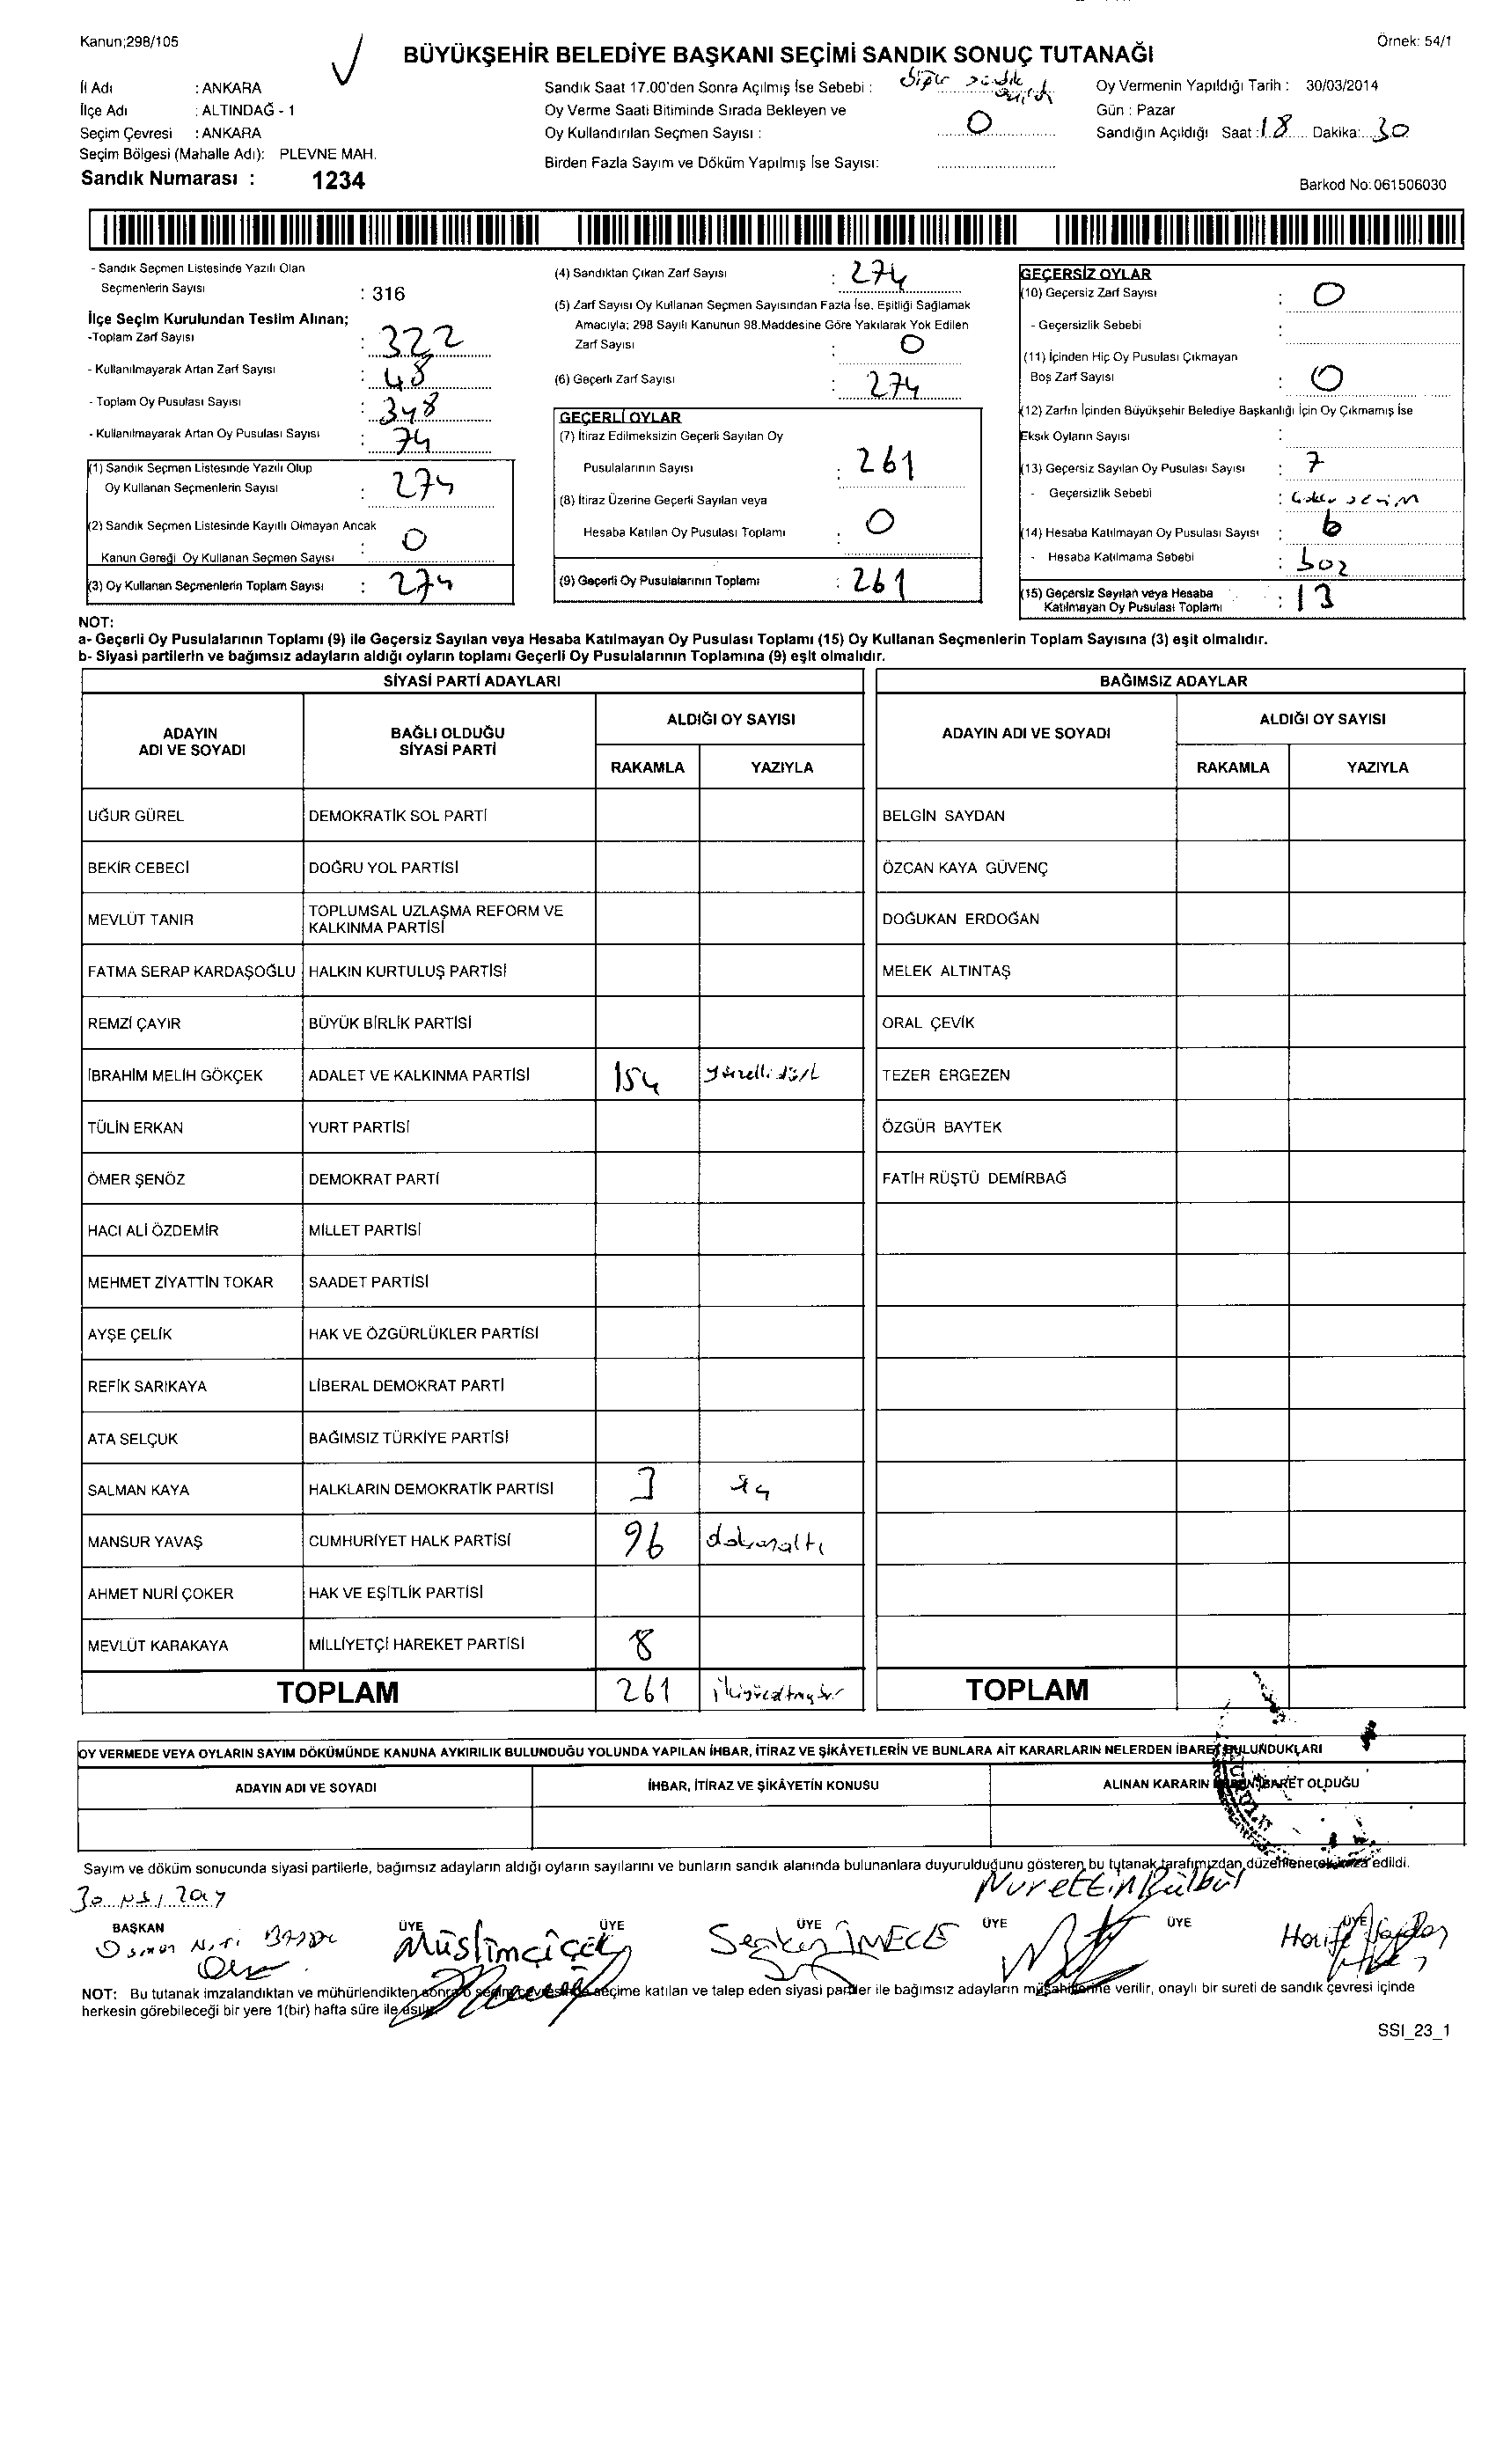 Kanun;298/105
Örnek: 54/1
BÜYÜKŞEHİR BELEDİYE BAŞKANI SEÇİMİ SANDIK SONUÇ TUTANAĞI
İl Adı : ANKARA
İlçe Adı : ALTINDAĞ - 1
Seçim Çevresi : ANKARA
Seçim Bölgesi (Mahalle Adı): PLEVNE MAH.
Sandık Numarası : 1234
Sandık Saat 17.00'den Sonra Açılmış İse Sebebi :
Oy Verme Saati Bitiminde Sırada Bekleyen ve
Oy Kullandırılan Seçmen Sayısı : 0
Birden Fazla Sayım ve Döküm Yapılmış İse Sayısı:
Oy Vermenin Yapıldığı Tarih : 30/03/2014
Gün : Pazar
Sandığın Açıldığı Saat : 18 Dakika: 30
Barkod No:061506030
- Sandık Seçmen Listesinde Yazılı Olan
Seçmenlerin Sayısı : 316
İlçe Seçim Kurulundan Teslim Alınan;
-Toplam Zarf Sayısı : 322
- Kullanılmayarak Artan Zarf Sayısı : 48
- Toplam Oy Pusulası Sayısı : 348
- Kullanılmayarak Artan Oy Pusulası Sayısı : 74
(1) Sandık Seçmen Listesinde Yazılı Olup
Oy Kullanan Seçmenlerin Sayısı : 274
(2) Sandık Seçmen Listesinde Kayıtlı Olmayan Ancak
Kanun Gereği Oy Kullanan Seçmen Sayısı : 0
(3) Oy Kullanan Seçmenlerin Toplam Sayısı : 274
(4) Sandıktan Çıkan Zarf Sayısı : 274
(5) Zarf Sayısı Oy Kullanan Seçmen Sayısından Fazla İse, Eşitliği Sağlamak
Amacıyla; 298 Sayılı Kanunun 98.Maddesine Göre Yakılarak Yok Edilen
Zarf Sayısı : 0
(6) Geçerli Zarf Sayısı : 274
GEÇERLİ OYLAR
(7) İtiraz Edilmeksizin Geçerli Sayılan Oy
Pusulalarının Sayısı : 261
(8) İtiraz Üzerine Geçerli Sayılan veya
Hesaba Katılan Oy Pusulası Toplamı : 0
(9) Geçerli Oy Pusulalarının Toplamı : 261
GEÇERSİZ OYLAR
(10) Geçersiz Zarf Sayısı : 0
- Geçersizlik Sebebi :
(11) İçinden Hiç Oy Pusulası Çıkmayan
Boş Zarf Sayısı : 0
(12) Zarfın İçinden Büyükşehir Belediye Başkanlığı İçin Oy Çıkmamış İse
Eksik Oyların Sayısı :
(13) Geçersiz Sayılan Oy Pusulası Sayısı : 7
- Geçersizlik Sebebi :
(14) Hesaba Katılmayan Oy Pusulası Sayısı : 6
- Hesaba Katılmama Sebebi : boz
(15) Geçersiz Sayılan veya Hesaba
Katılmayan Oy Pusulası Toplamı : 13
NOT:
a- Geçerli Oy Pusulalarının Toplamı (9) ile Geçersiz Sayılan veya Hesaba Katılmayan Oy Pusulası Toplamı (15) Oy Kullanan Seçmenlerin Toplam Sayısına (3) eşit olmalıdır.
b- Siyasi partilerin ve bağımsız adayların aldığı oyların toplamı Geçerli Oy Pusulalarının Toplamına (9) eşit olmalıdır.
SİYASİ PARTİ ADAYLARI
ADAYIN ADI VE SOYADI BAĞLI OLDUĞU SİYASİ PARTİ ALDIĞI OY SAYISI
RAKAMLA YAZIYLA
UĞUR GÜREL DEMOKRATİK SOL PARTİ
BEKİR CEBECİ DOĞRU YOL PARTİSİ
MEVLÜT TANIR TOPLUMSAL UZLAŞMA REFORM VE KALKINMA PARTİSİ
FATMA SERAP KARDAŞOĞLU HALKIN KURTULUŞ PARTİSİ
REMZİ ÇAYIR BÜYÜK BİRLİK PARTİSİ
İBRAHİM MELİH GÖKÇEK ADALET VE KALKINMA PARTİSİ 154
TÜLİN ERKAN YURT PARTİSİ
ÖMER ŞENÖZ DEMOKRAT PARTİ
HACI ALİ ÖZDEMİR MİLLET PARTİSİ
MEHMET ZİYATTİN TOKAR SAADET PARTİSİ
AYŞE ÇELİK HAK VE ÖZGÜRLÜKLER PARTİSİ
REFİK SARIKAYA LİBERAL DEMOKRAT PARTİ
ATA SELÇUK BAĞIMSIZ TÜRKİYE PARTİSİ
SALMAN KAYA HALKLARIN DEMOKRATİK PARTİSİ 3
MANSUR YAVAŞ CUMHURİYET HALK PARTİSİ 96 doksanaltı
AHMET NURİ ÇOKER HAK VE EŞİTLİK PARTİSİ
MEVLÜT KARAKAYA MİLLİYETÇİ HAREKET PARTİSİ 8
TOPLAM 261
BAĞIMSIZ ADAYLAR
ADAYIN ADI VE SOYADI ALDIĞI OY SAYISI
RAKAMLA YAZIYLA
BELGİN SAYDAN
ÖZCAN KAYA GÜVENÇ
DOĞUKAN ERDOĞAN
MELEK ALTINTAŞ
ORAL ÇEVİK
TEZER ERGEZEN
ÖZGÜR BAYTEK
FATİH RÜŞTÜ DEMİRBAĞ
TOPLAM
OY VERMEDE VEYA OYLARIN SAYIM DÖKÜMÜNDE KANUNA AYKIRILIK BULUNDUĞU YOLUNDA YAPILAN İHBAR, İTİRAZ VE ŞİKÂYETLERİN VE BUNLARA AİT KARARLARIN NELERDEN İBARET BULUNDUKLARI
ADAYIN ADI VE SOYADI İHBAR, İTİRAZ VE ŞİKÂYETİN KONUSU ALINAN KARARIN NEDEN İBARET OLDUĞU
Sayım ve döküm sonucunda siyasi partilerle, bağımsız adayların aldığı oyların sayılarını ve bunların sandık alanında bulunanlara duyurulduğunu gösteren bu tutanak tarafımızdan düzenlenerek imza edildi.
Nurettin Bülbül
BAŞKAN ÜYE ÜYE ÜYE ÜYE ÜYE ÜYE
Müslim çiçek İMECE
NOT: Bu tutanak imzalandıktan ve mühürlendikten sonra o seçim çevresinde seçime katılan ve talep eden siyasi partiler ile bağımsız adayların müşahitlerine verilir, onaylı bir sureti de sandık çevresi içinde
herkesin görebileceği bir yere 1(bir) hafta süre ile asılır.
SSI_23_1